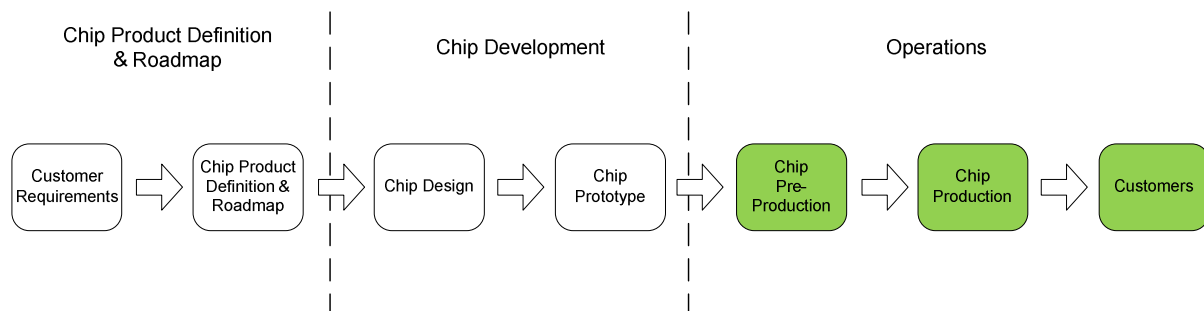 Chip Product Definition
& Roadmap
Chip Development
Operations
Customer
Requirements
Chip Product
Definition &
Roadmap
Chip Design
Chip
Prototype
Chip
Pre-
Production
Chip
Production
Customers